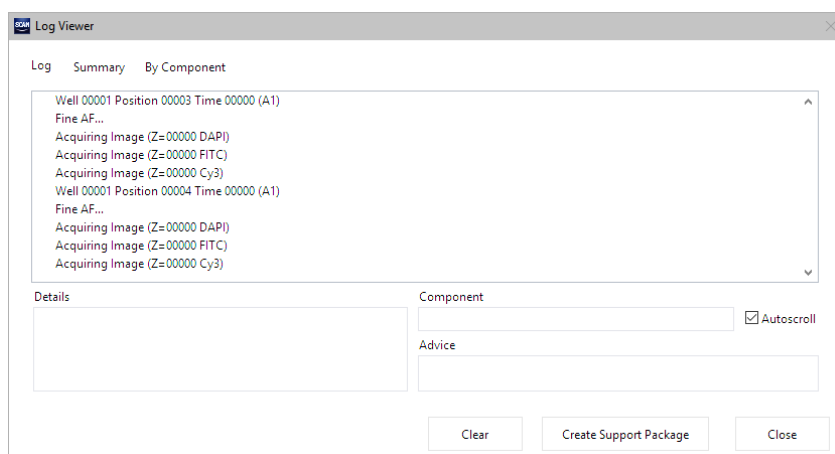 SCAN Log Viewer
Log Summary By Component
Well 00001 Position 00003 Time 00000 (A1)
Fine AF...
Acquiring Image (Z=00000 DAPI)
Acquiring Image (Z=00000 FITC)
Acquiring Image (Z=00000 Cy3)
Well 00001 Position 00004 Time 00000 (A1)
Fine AF...
Acquiring Image (Z=00000 DAPI)
Acquiring Image (Z=00000 FITC)
Acquiring Image (Z=00000 Cy3)
Details
Component
Autoscroll
Advice
Clear Create Support Package Close